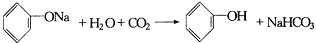 ONa + H₂O + CO₂ ⟶ OH + NaHCO₃